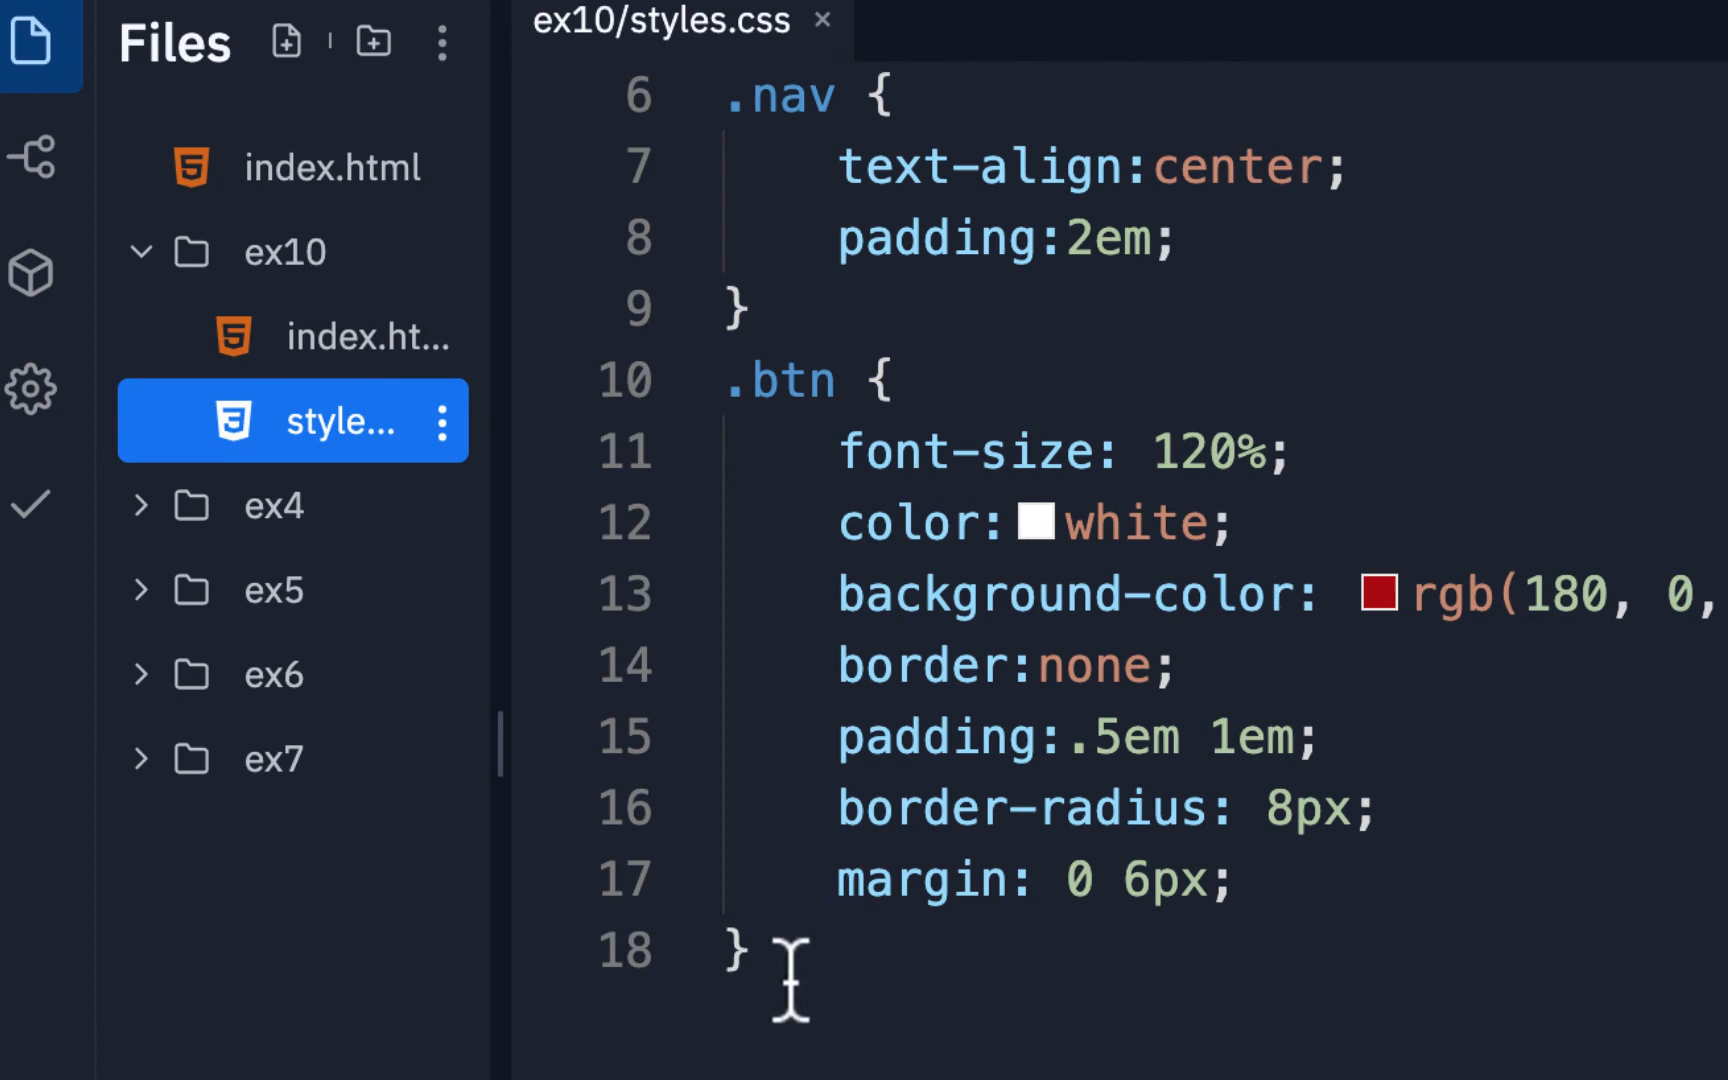 Files
index.html
ex10
index.ht...
style...
ex4
ex5
ex6
ex7
ex10/styles.css ×
6 .nav {
7 text-align:center;
8 padding:2em;
9 }
10 .btn {
11 font-size: 120%;
12 color: white;
13 background-color: rgb(180, 0,
14 border:none;
15 padding:.5em 1em;
16 border-radius: 8px;
17 margin: 0 6px;
18 }